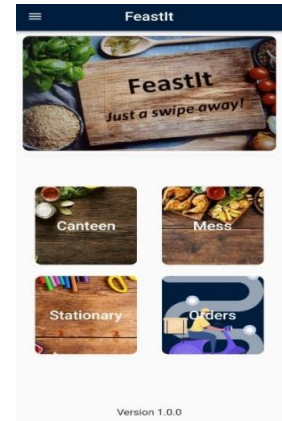 FeastIt
FeastIt
Just a swipe away!
Canteen
Mess
Stationary
Orders
Version 1.0.0